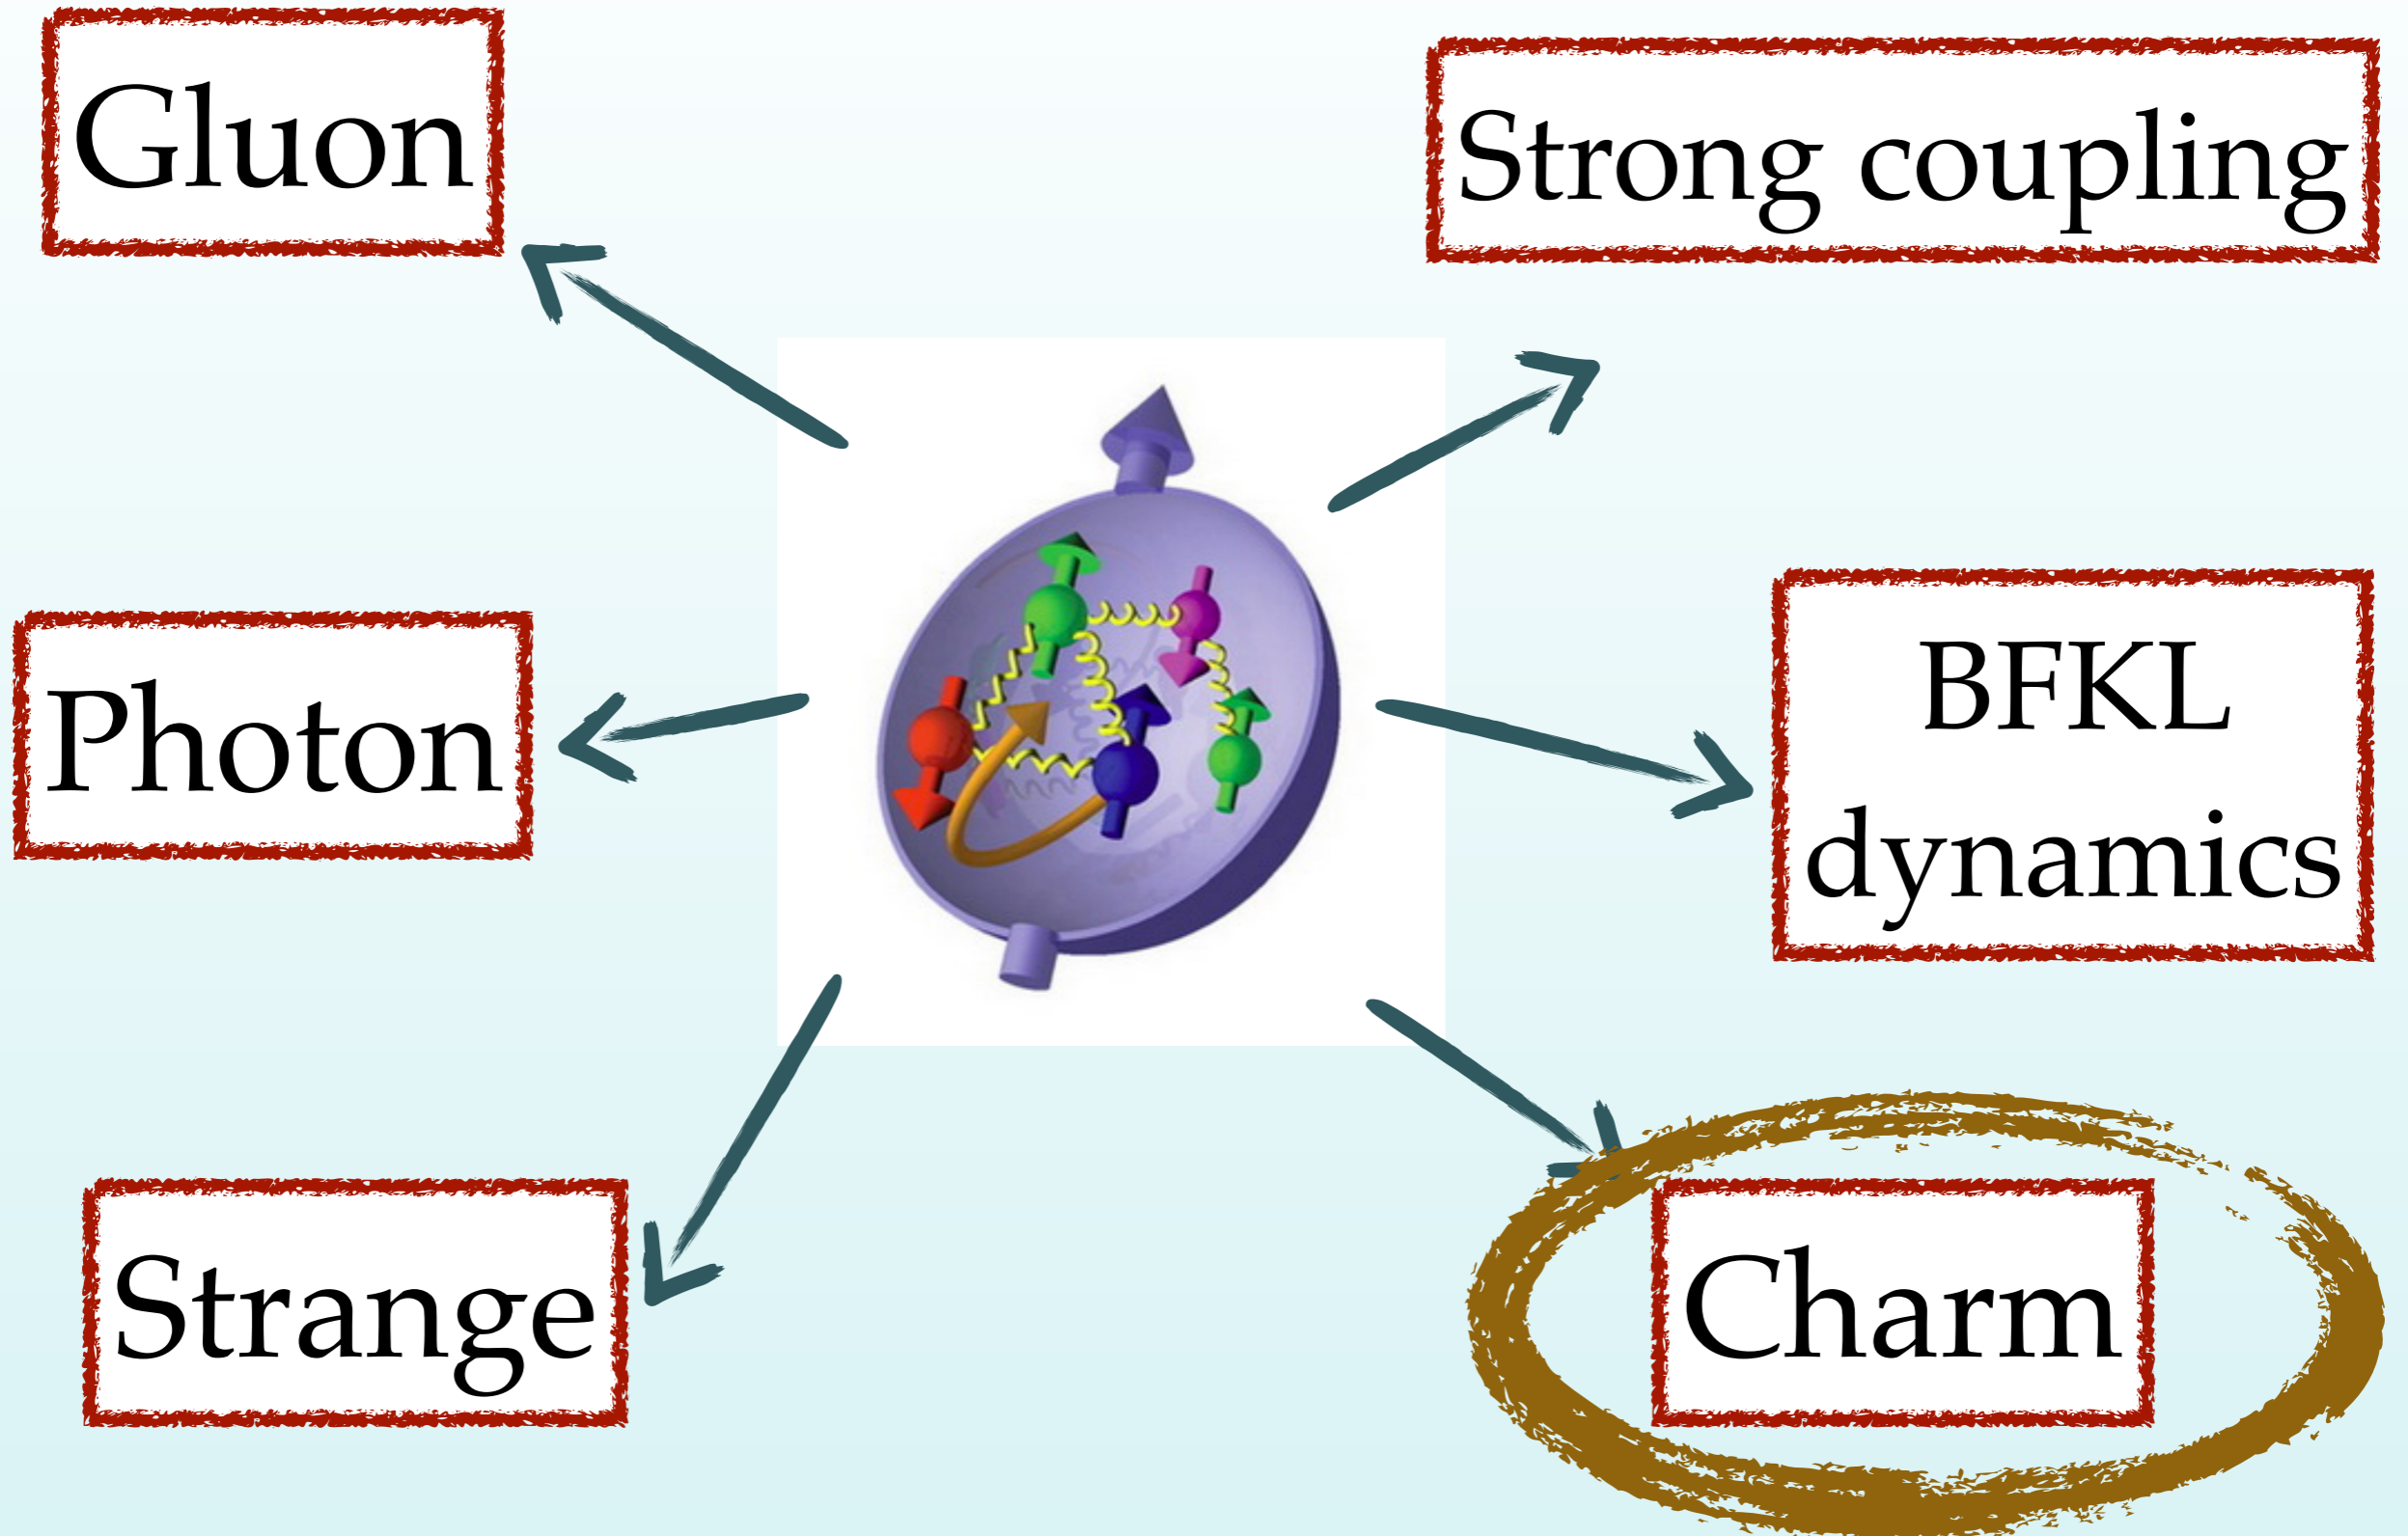 Gluon
Strong coupling
Photon
BFKL
dynamics
Strange
Charm